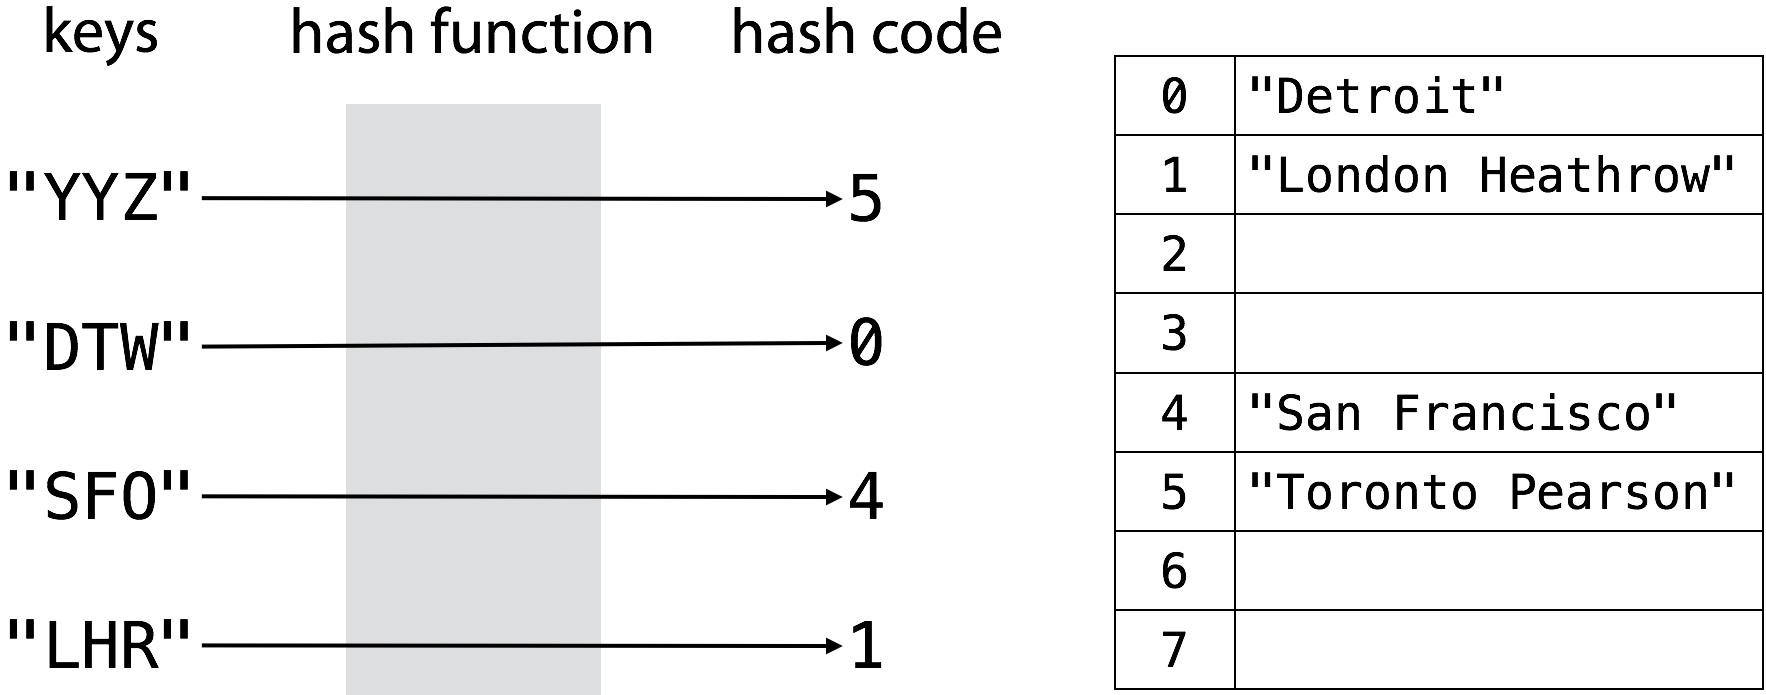 keys hash function hash code
"YYZ" 5
"DTW" 0
"SFO" 4
"LHR" 1
0 "Detroit"
1 "London Heathrow"
2
3
4 "San Francisco"
5 "Toronto Pearson"
6
7